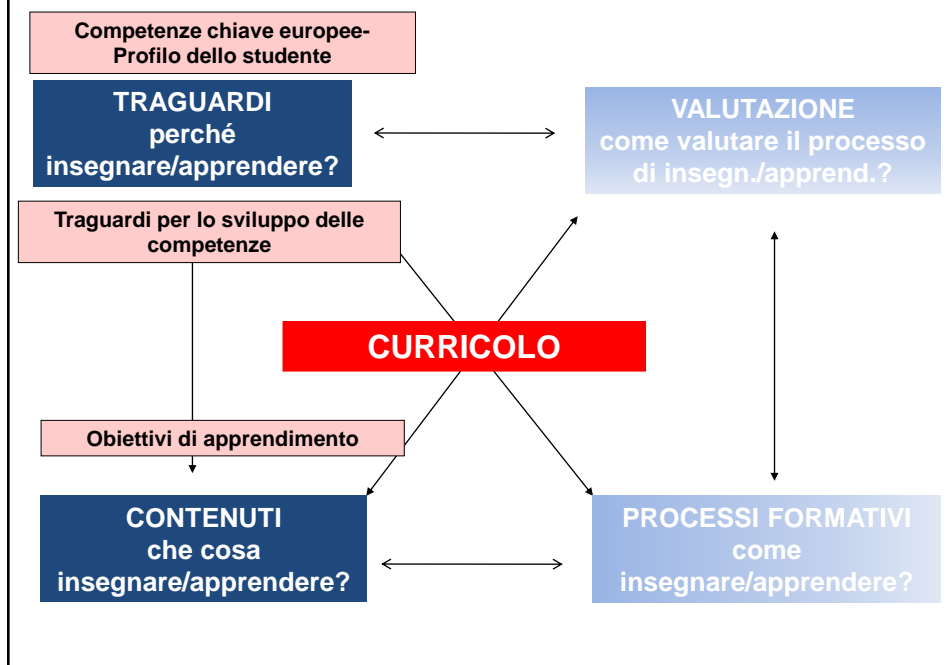 Competenze chiave europee-
Profilo dello studente
TRAGUARDI
perché
insegnare/apprendere?
VALUTAZIONE
come valutare il processo
di insegn./apprend.?
Traguardi per lo sviluppo delle
competenze
CURRICOLO
Obiettivi di apprendimento
CONTENUTI
che cosa
insegnare/apprendere?
PROCESSI FORMATIVI
come
insegnare/apprendere?